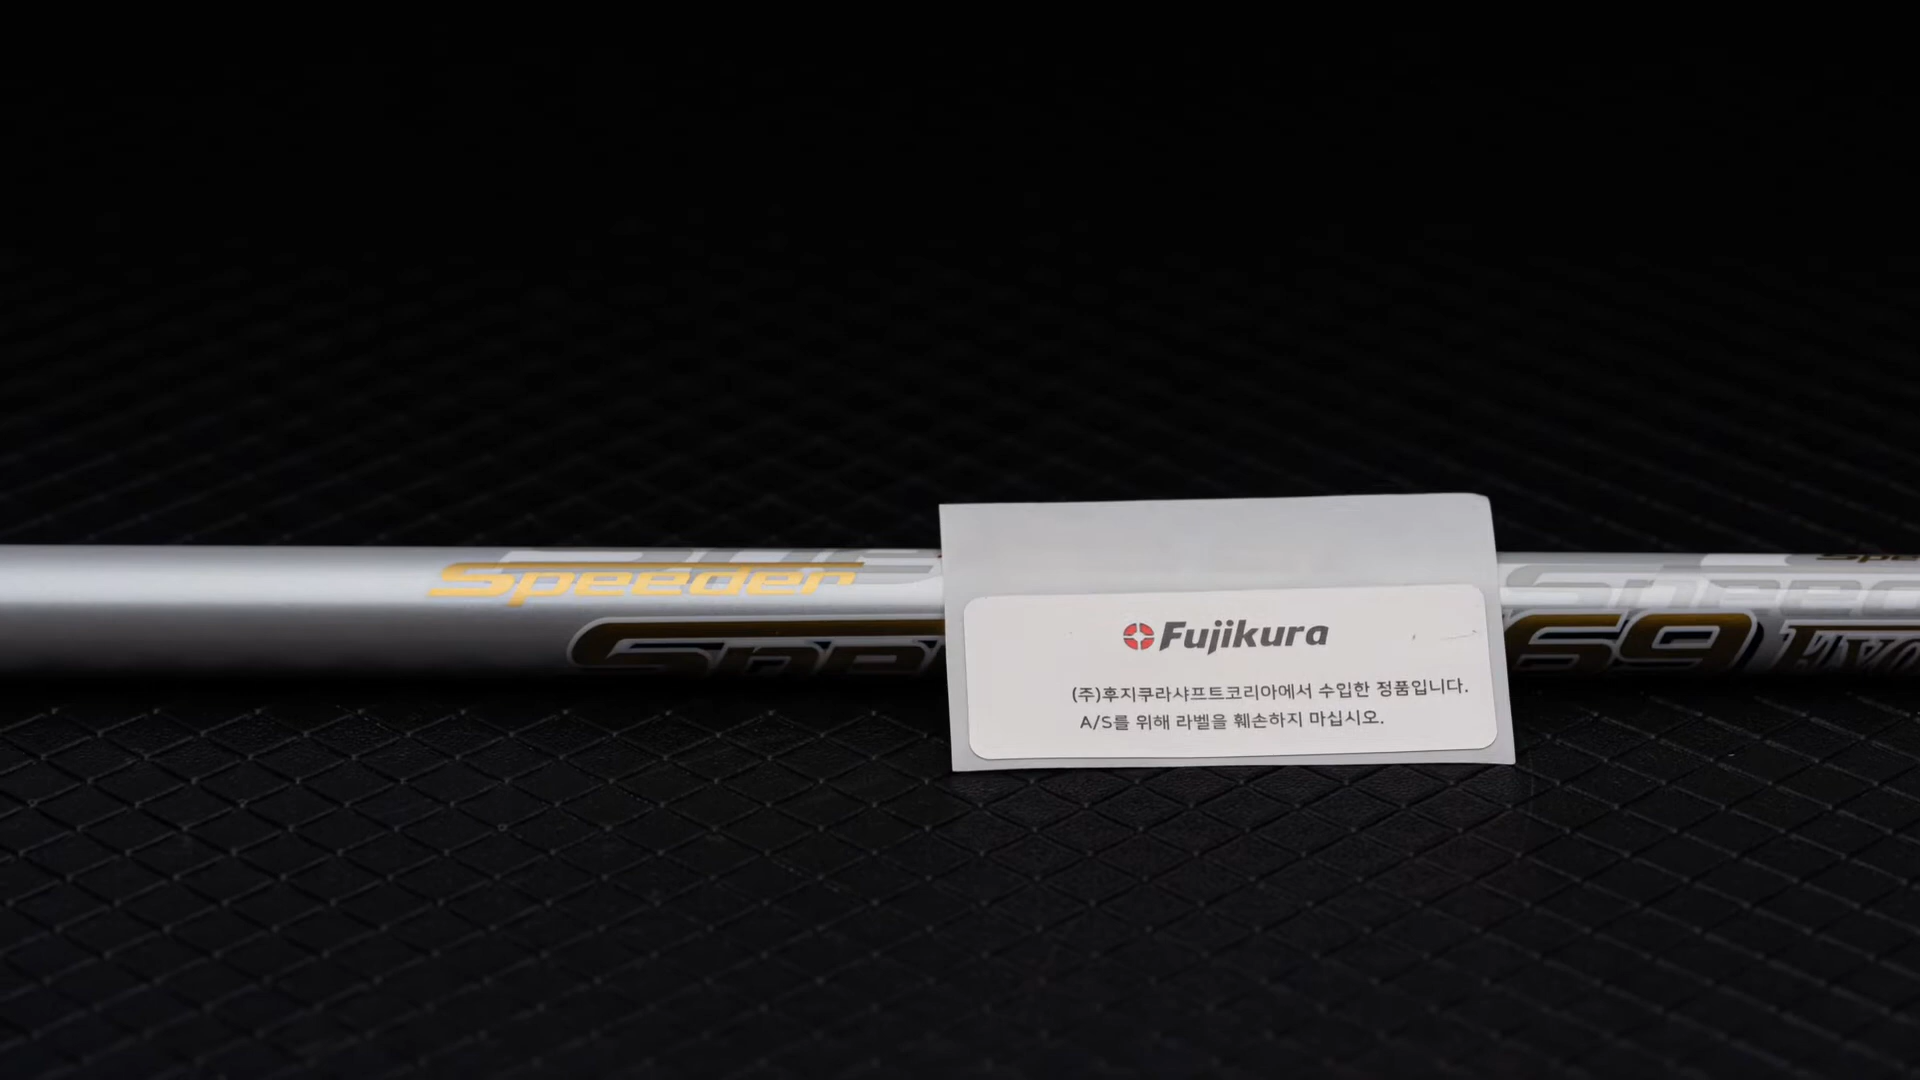 Speeder
Fujikura
(주)후지쿠라샤프트코리아에서 수입한 정품입니다.
A/S를 위해 라벨을 훼손하지 마십시오.
69